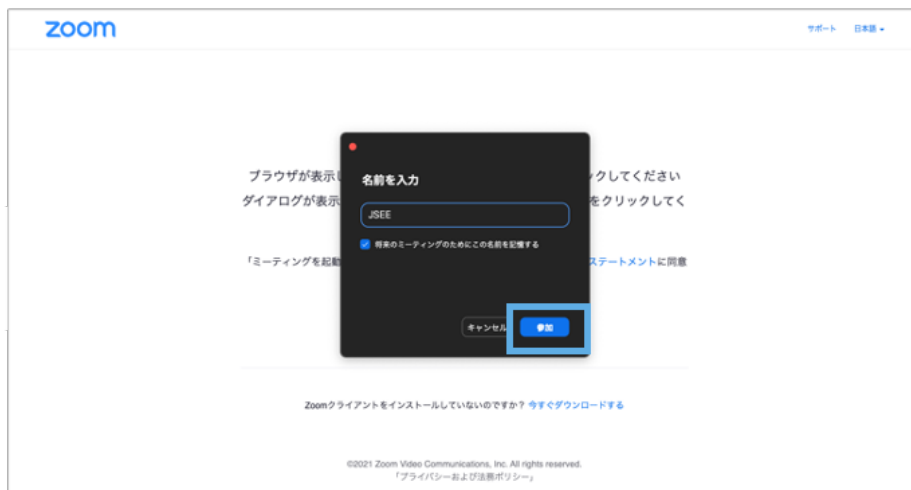 zoom
サポート 日本語
名前を入力
ブラウザが表示し
ックしてください
ダイアログが表示
をクリックしてく
JSEE
将来のミーティングのためにこの名前を記憶する
「ミーティングを起動
ステートメントに同意
キャンセル 参加
Zoomクライアントをインストールしていないのですか? 今すぐダウンロードする
©2021 Zoom Video Communications, Inc. All rights reserved.
「プライバシーおよび法務ポリシー」